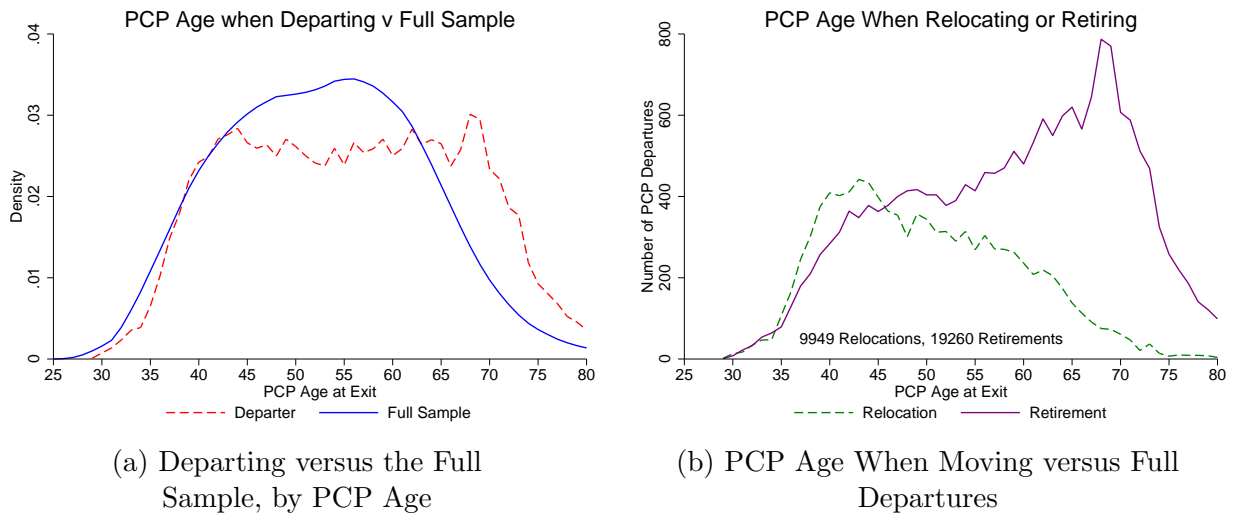 PCP Age when Departing v Full Sample
.04
.03
.02
.01
0
Density
25 30 35 40 45 50 55 60 65 70 75 80
PCP Age at Exit
Departer Full Sample
(a) Departing versus the Full
Sample, by PCP Age
PCP Age When Relocating or Retiring
800
600
400
200
0
Number of PCP Departures
9949 Relocations, 19260 Retirements
25 30 35 40 45 50 55 60 65 70 75 80
PCP Age at Exit
Relocation Retirement
(b) PCP Age When Moving versus Full
Departures